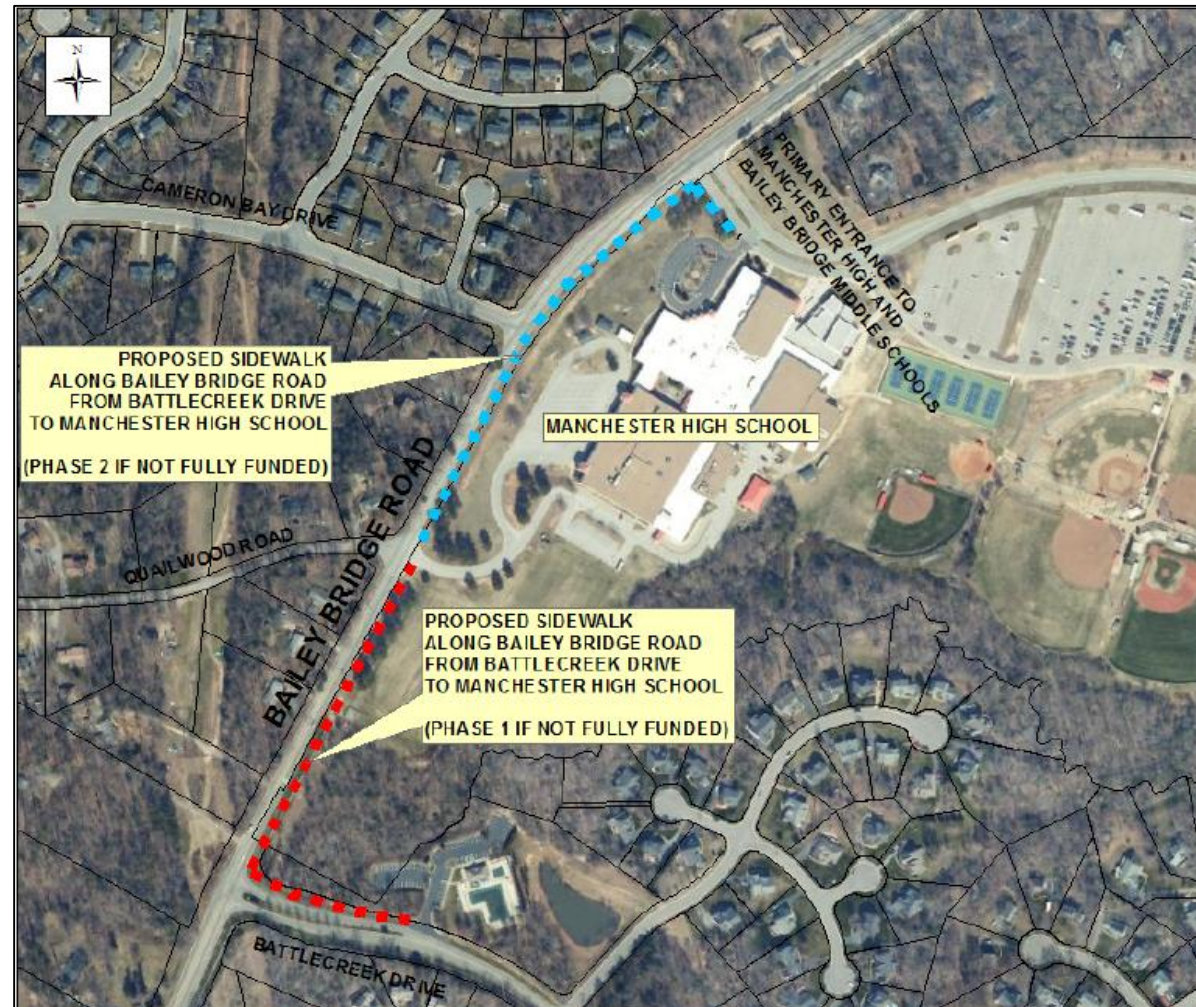 N
CAMERON BAY DRIVE
PRIMARY ENTRANCE TO
MANCHESTER HIGH AND
BAILEY BRIDGE MIDDLE SCHOOLS
PROPOSED SIDEWALK
ALONG BAILEY BRIDGE ROAD
FROM BATTLECREEK DRIVE
TO MANCHESTER HIGH SCHOOL
(PHASE 2 IF NOT FULLY FUNDED)
MANCHESTER HIGH SCHOOL
BAILEY BRIDGE ROAD
QUAILWOOD ROAD
PROPOSED SIDEWALK
ALONG BAILEY BRIDGE ROAD
FROM BATTLECREEK DRIVE
TO MANCHESTER HIGH SCHOOL
(PHASE 1 IF NOT FULLY FUNDED)
BATTLECREEK DRIVE